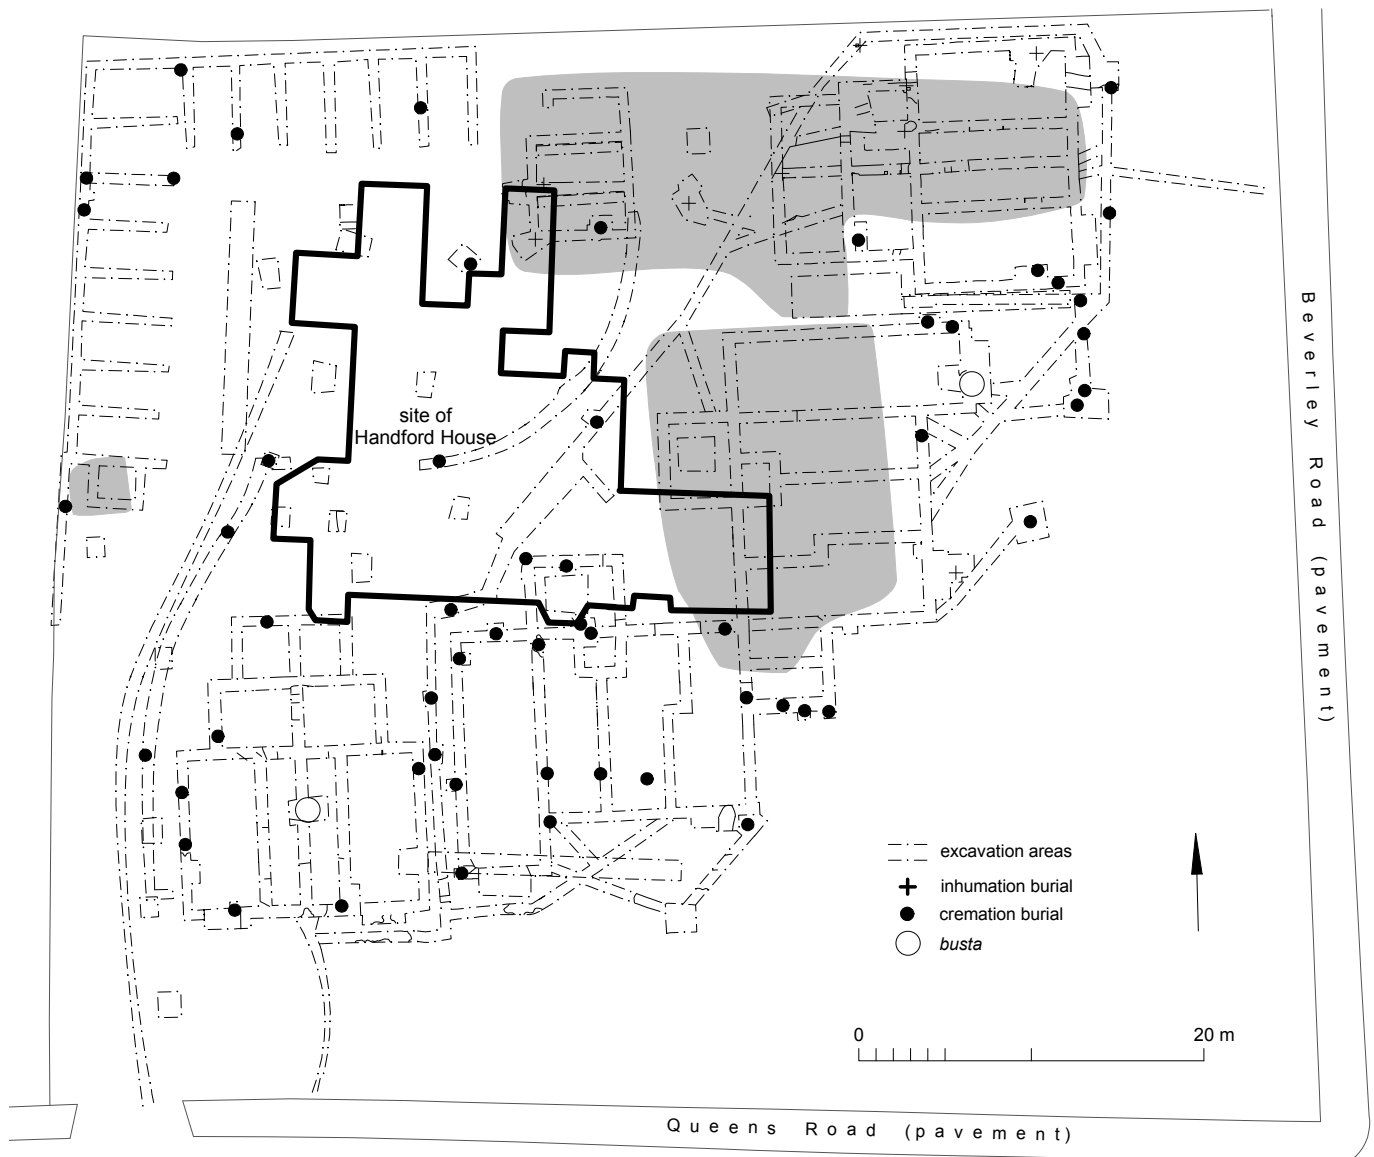 site of
Handford House
Beverley Road (pavement)
excavation areas
inhumation burial
cremation burial
busta
0 20 m
Queens Road (pavement)